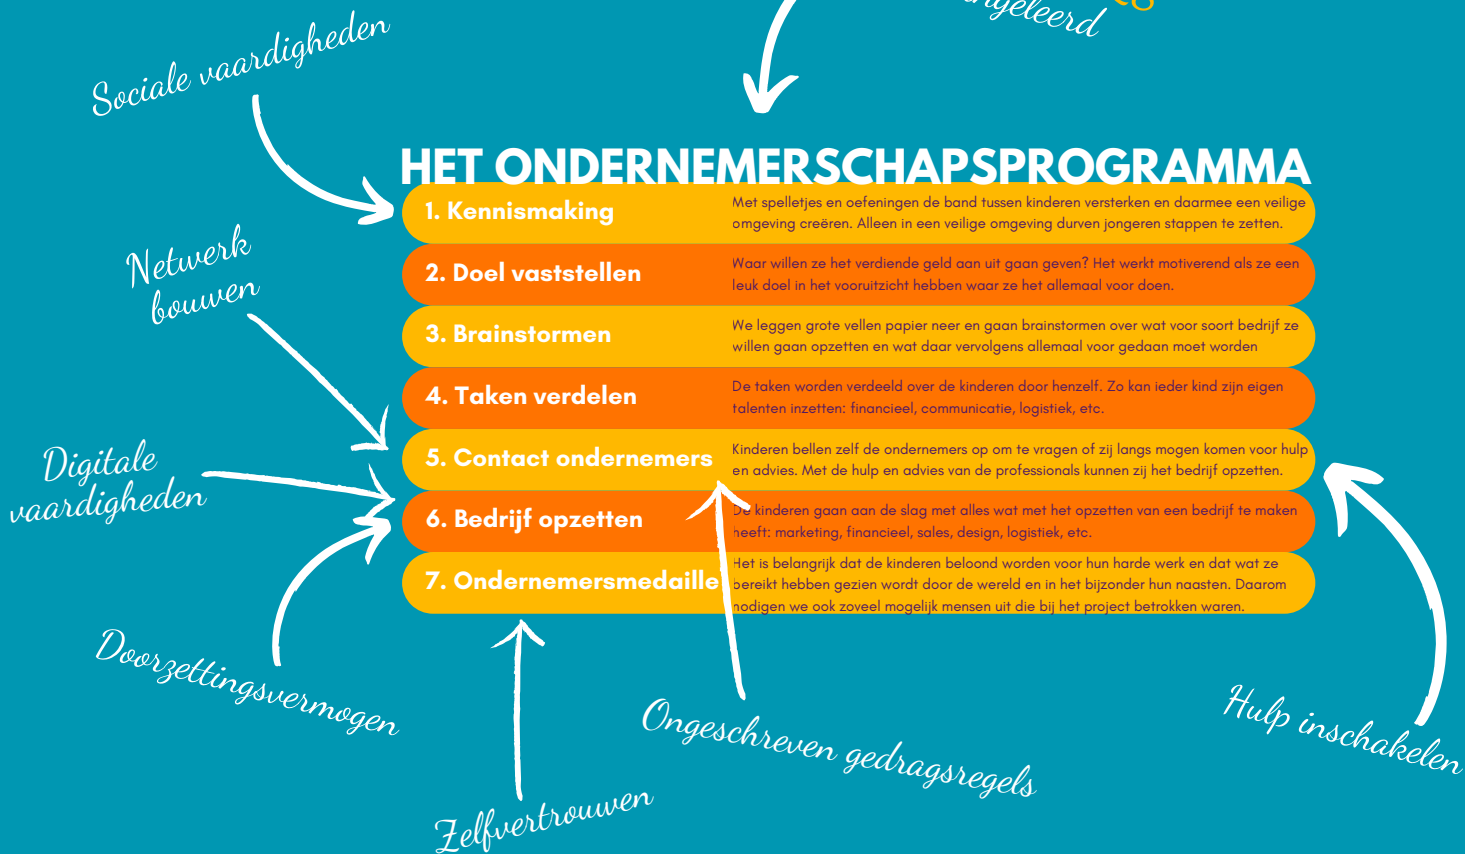 Sociale vaardigheden
HET ONDERNEMERSCHAPSPROGRAMMA
1. Kennismaking
Met spelletjes en oefeningen de band tussen kinderen versterken en daarmee een veilige
omgeving creëren. Alleen in een veilige omgeving durven jongeren stappen te zetten.
Netwerk
bouwen
2. Doel vaststellen
Waar willen ze het verdiende geld aan uit gaan geven? Het werkt motiverend als ze een
leuk doel in het vooruitzicht hebben waar ze het allemaal voor doen.
3. Brainstormen
We leggen grote vellen papier neer en gaan brainstormen over wat voor soort bedrijf ze
willen gaan opzetten en wat daar vervolgens allemaal voor gedaan moet worden
4. Taken verdelen
De taken worden verdeeld over de kinderen door henzelf. Zo kan ieder kind zijn eigen
talenten inzetten: financieel, communicatie, logistiek, etc.
Digitale
vaardigheden
5. Contact ondernemers
Kinderen bellen zelf de ondernemers op om te vragen of zij langs mogen komen voor hulp
en advies. Met de hulp en advies van de professionals kunnen zij het bedrijf opzetten.
6. Bedrijf opzetten
De kinderen gaan aan de slag met alles wat met het opzetten van een bedrijf te maken
heeft: marketing, financieel, sales, design, logistiek, etc.
7. Ondernemersmedaille
Het is belangrijk dat de kinderen beloond worden voor hun harde werk en dat wat ze
bereikt hebben gezien wordt door de wereld en in het bijzonder hun naasten. Daarom
nodigen we ook zoveel mogelijk mensen uit die bij het project betrokken waren.
Doorzettingsvermogen
Ongeschreven gedragsregels
Hulp inschakelen
Zelfvertrouwen